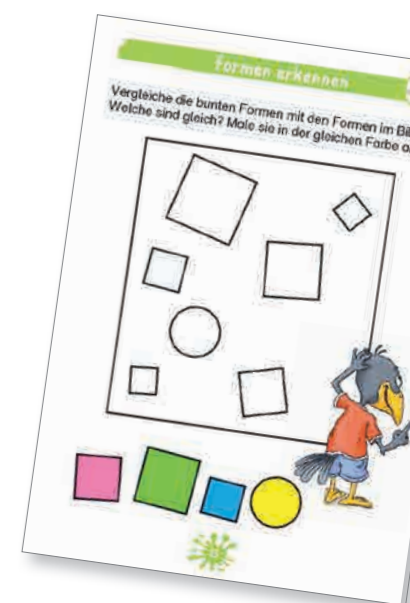 Formen erkennen
Vergleiche die bunten Formen mit den Formen im Bil
Welche sind gleich? Male sie in der gleichen Farbe a